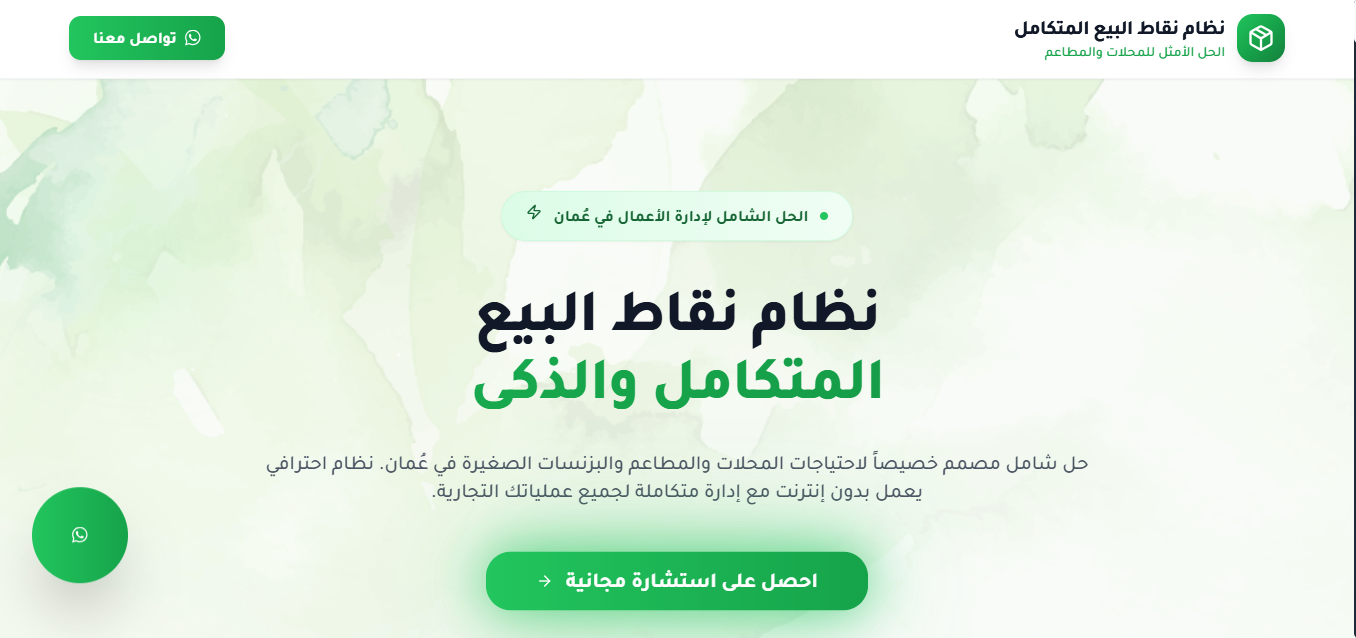 نظام نقاط البيع المتكامل
الحل الأمثل للمحلات والمطاعم
تواصل معنا
الحل الشامل لإدارة الأعمال في عُمان
نظام نقاط البيع
المتكامل والذكى
حل شامل مصمم خصيصاً لاحتياجات المحلات والمطاعم والبزنسات الصغيرة في عُمان. نظام احترافي
يعمل بدون إنترنت مع إدارة متكاملة لجميع عملياتك التجارية.
احصل على استشارة مجانية